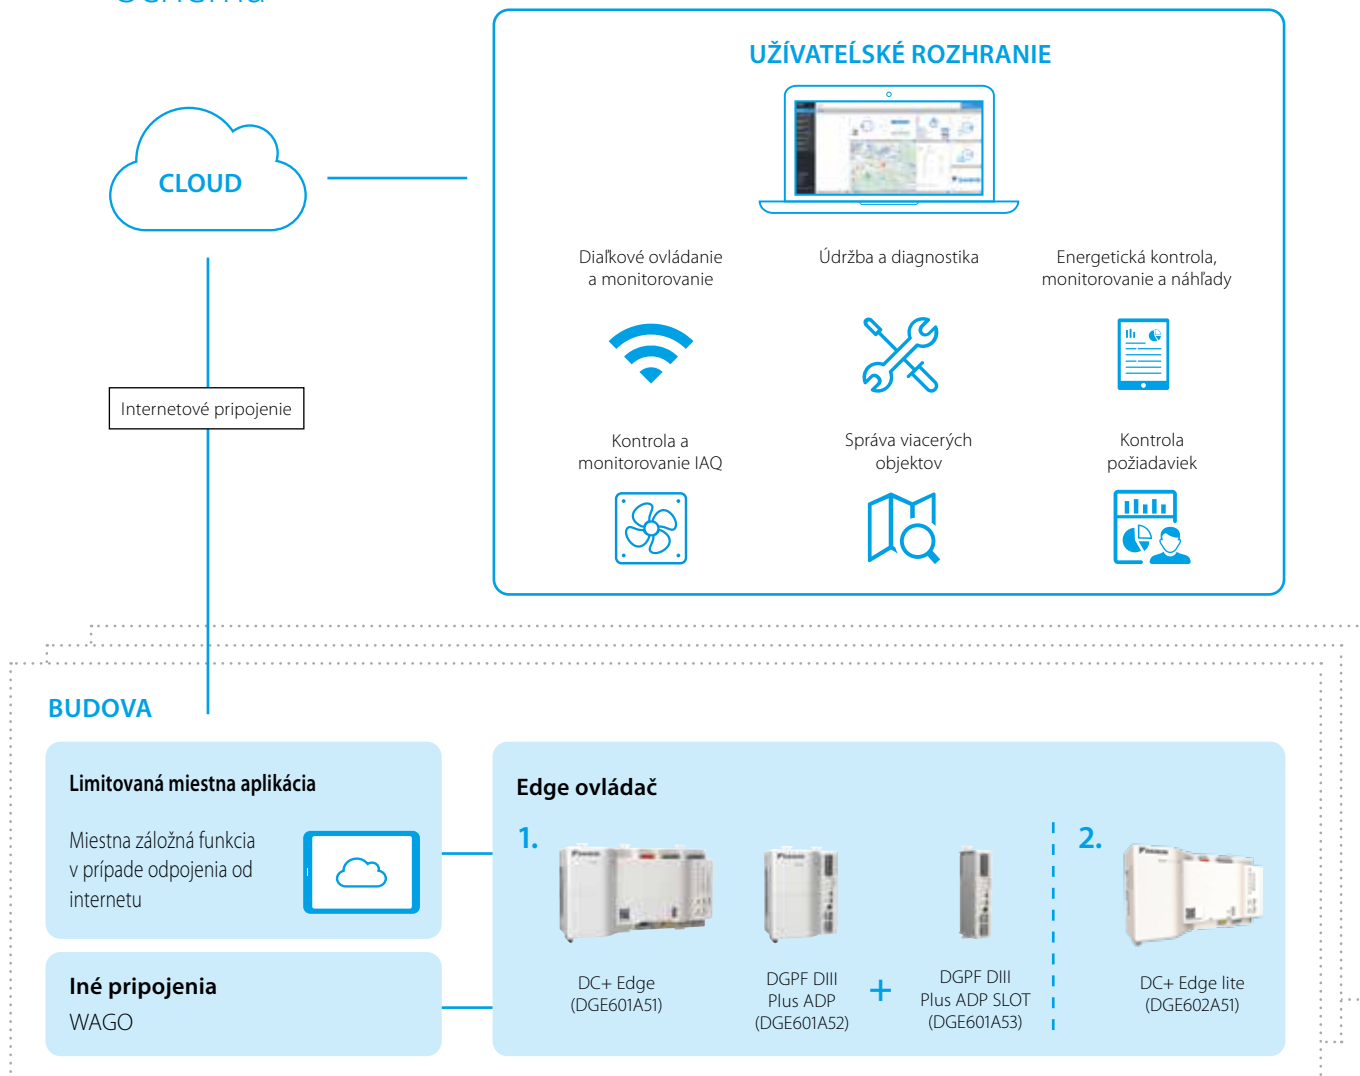 UŽÍVATEĽSKÉ ROZHRANIE
CLOUD
Diaľkové ovládanie
a monitorovanie
Údržba a diagnostika
Energetická kontrola,
monitorovanie a náhľady
Internetové pripojenie
Kontrola a
monitorovanie IAQ
Správa viacerých
objektov
Kontrola
požiadaviek
BUDOVA
Limitovaná miestna aplikácia
Miestna záložná funkcia
v prípade odpojenia od
internetu
Iné pripojenia
WAGO
Edge ovládač
1.
DC+ Edge
(DGE601A51)
DGPF DIII
Plus ADP
(DGE601A52)
+
DGPF DIII
Plus ADP SLOT
(DGE601A53)
2.
DC+ Edge lite
(DGE602A51)